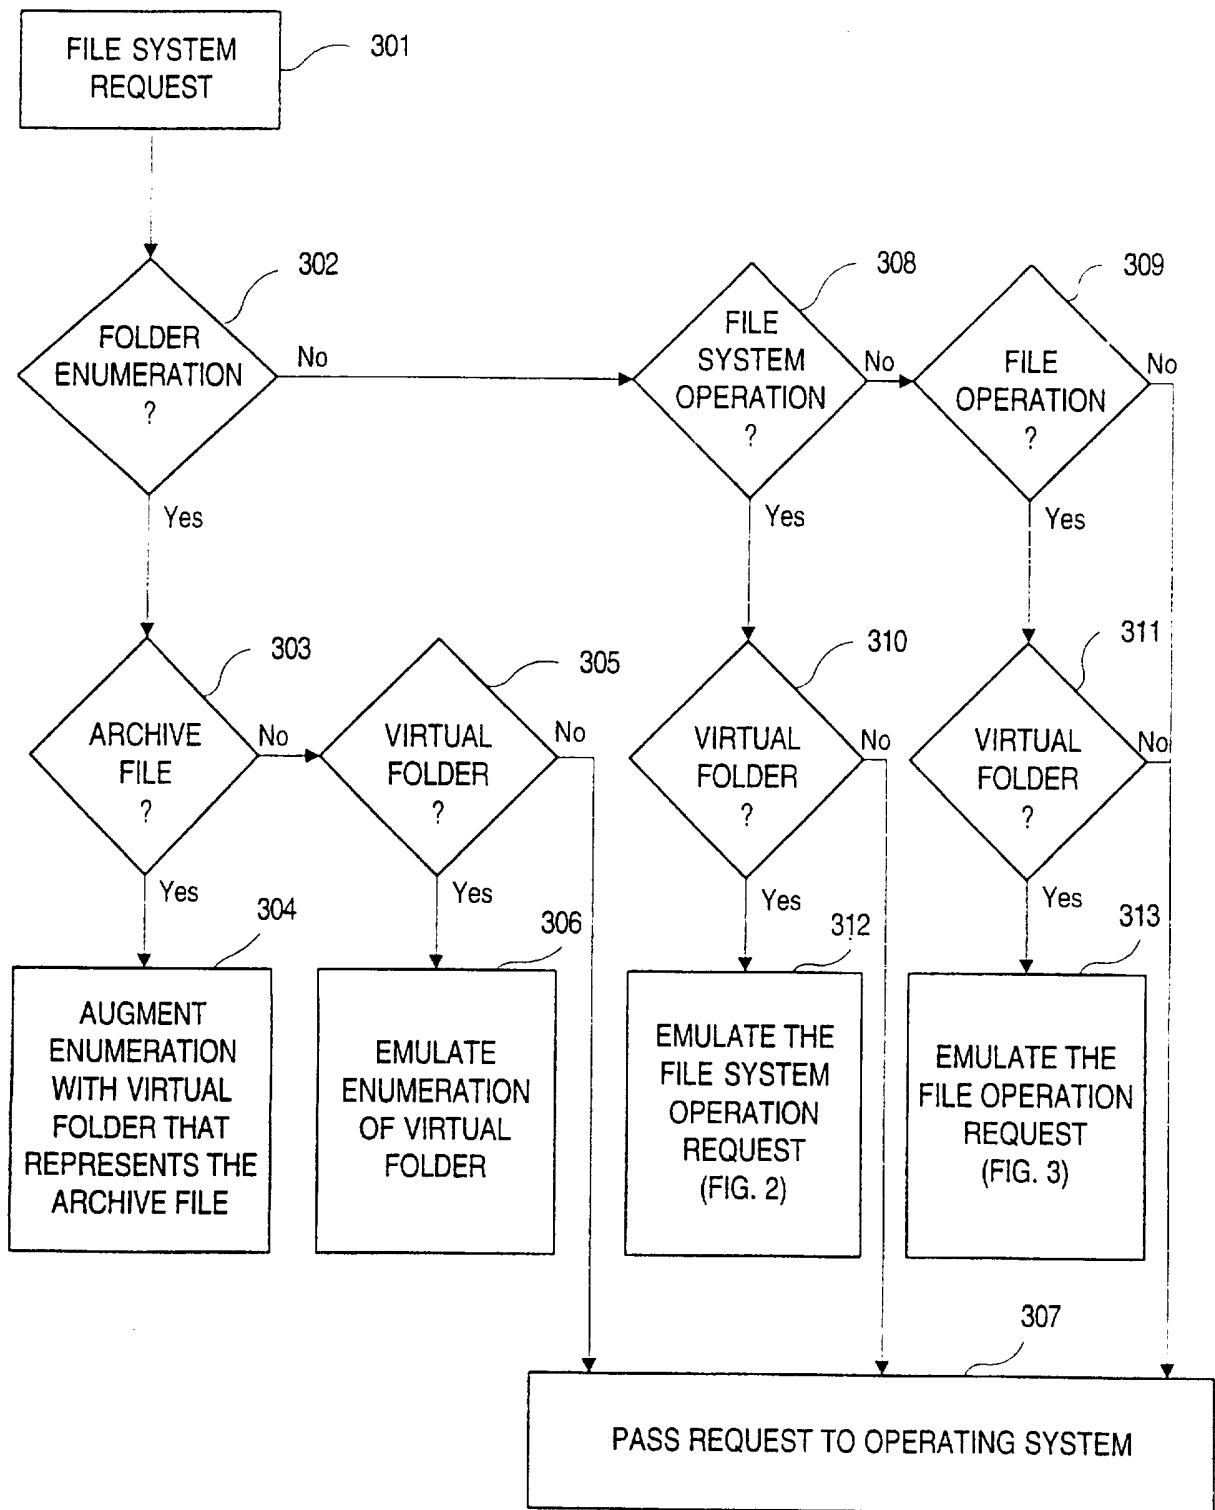 FILE SYSTEM
REQUEST
301
302
FOLDER
ENUMERATION
?
No
Yes
308
FILE
SYSTEM
OPERATION
?
No
Yes
309
FILE
OPERATION
?
No
Yes
303
ARCHIVE
FILE
?
No
Yes
305
VIRTUAL
FOLDER
?
No
Yes
310
VIRTUAL
FOLDER
?
No
Yes
311
VIRTUAL
FOLDER
?
No
Yes
304
AUGMENT
ENUMERATION
WITH VIRTUAL
FOLDER THAT
REPRESENTS THE
ARCHIVE FILE
306
EMULATE
ENUMERATION
OF VIRTUAL
FOLDER
312
EMULATE THE
FILE SYSTEM
OPERATION
REQUEST
(FIG. 2)
313
EMULATE THE
FILE OPERATION
REQUEST
(FIG. 3)
307
PASS REQUEST TO OPERATING SYSTEM